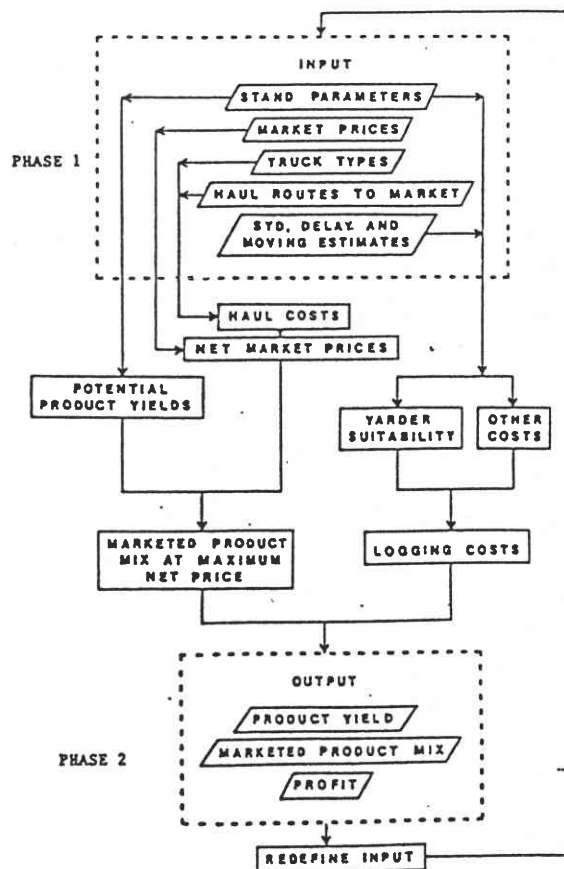 INPUT
STAND PARAMETERS
MARKET PRICES
PHASE 1
TRUCK TYPES
HAUL ROUTES TO MARKET
SYD, DELAY, AND
MOVING ESTIMATES
HAUL COSTS
NET MARKET PRICES
POTENTIAL
PRODUCT YIELDS
YARDER
SUITABILITY
OTHER
COSTS
MARKETED PRODUCT
MIX AT MAXIMUM
NET PRICE
LOGGING COSTS
OUTPUT
PRODUCT YIELD
MARKETED PRODUCT MIX
PHASE 2
PROFIT
REDEFINE INPUT